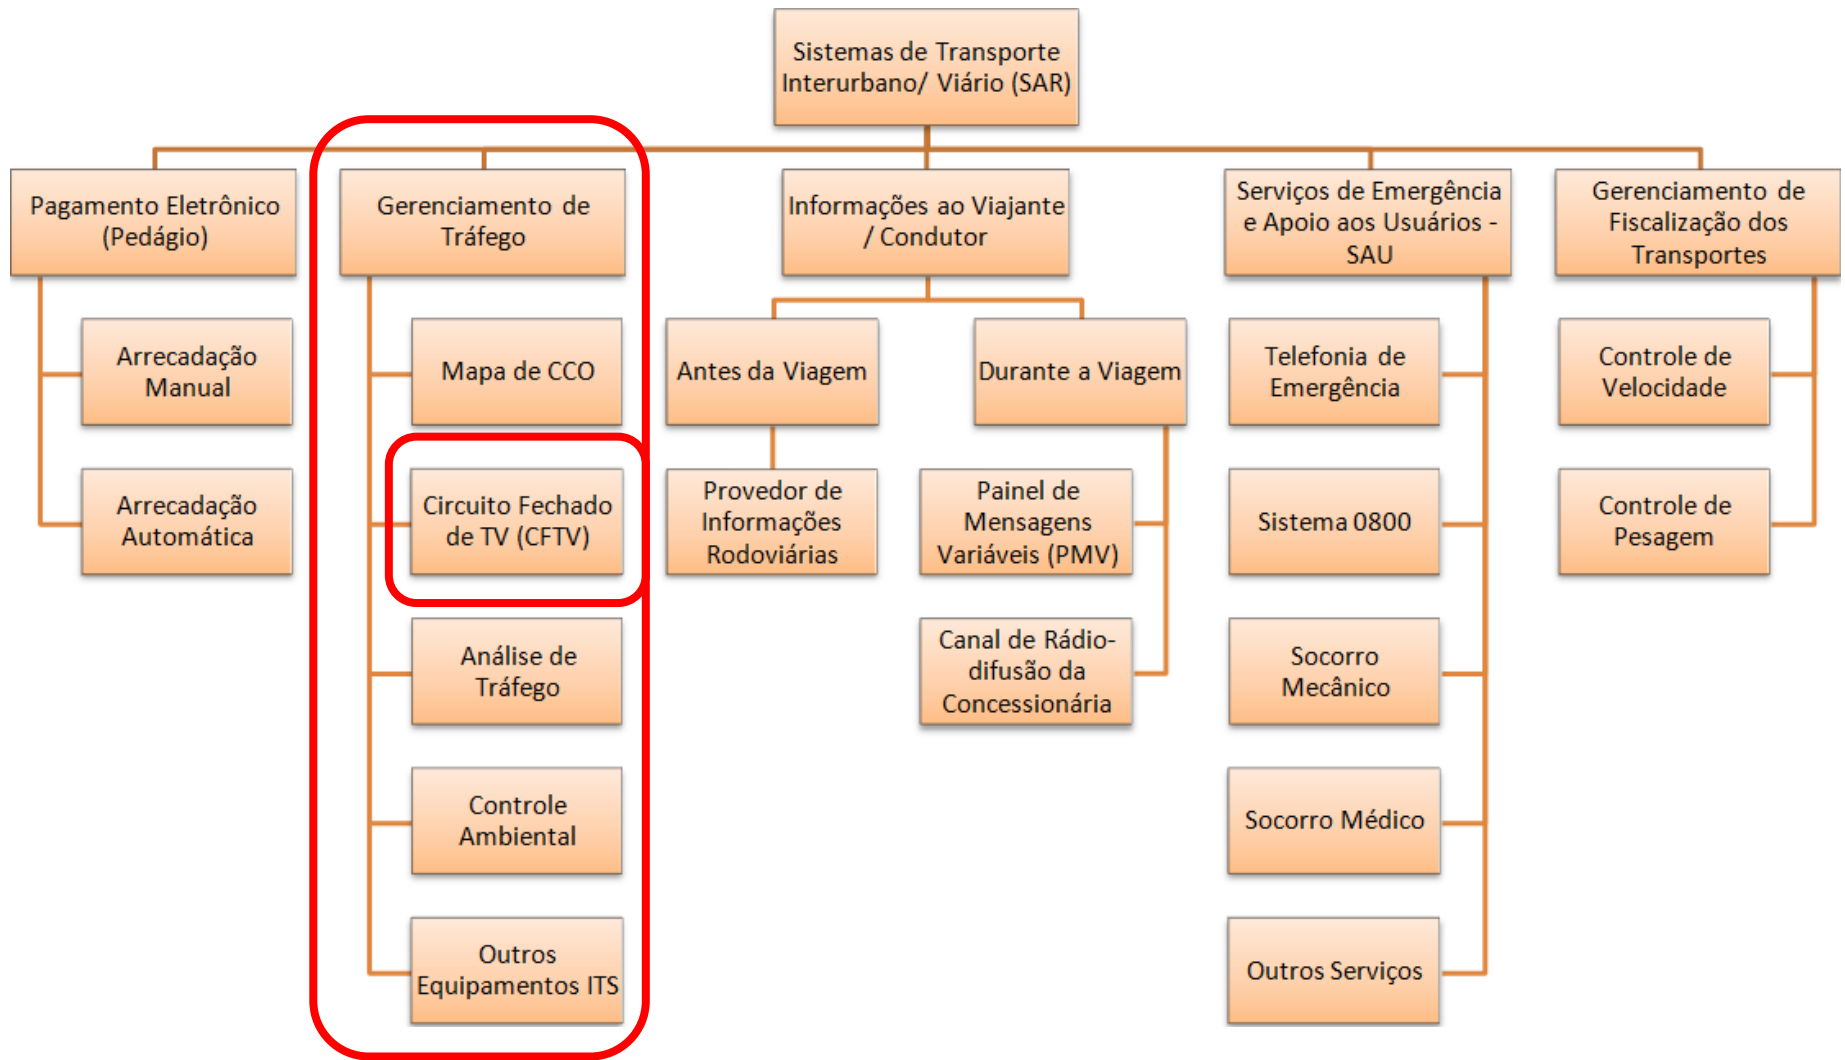 Sistemas de Transporte
Interurbano/ Viário (SAR)
Pagamento Eletrônico
(Pedágio)
Arrecadação
Manual
Arrecadação
Automática
Gerenciamento de
Tráfego
Mapa de CCO
Circuito Fechado
de TV (CFTV)
Análise de
Tráfego
Controle
Ambiental
Outros
Equipamentos ITS
Informações ao Viajante
/ Condutor
Antes da Viagem
Provedor de
Informações
Rodoviárias
Durante a Viagem
Painel de
Mensagens
Variáveis (PMV)
Canal de Rádio-
difusão da
Concessionária
Serviços de Emergência
e Apoio aos Usuários -
SAU
Telefonia de
Emergência
Sistema 0800
Socorro
Mecânico
Socorro Médico
Outros Serviços
Gerenciamento de
Fiscalização dos
Transportes
Controle de
Velocidade
Controle de
Pesagem